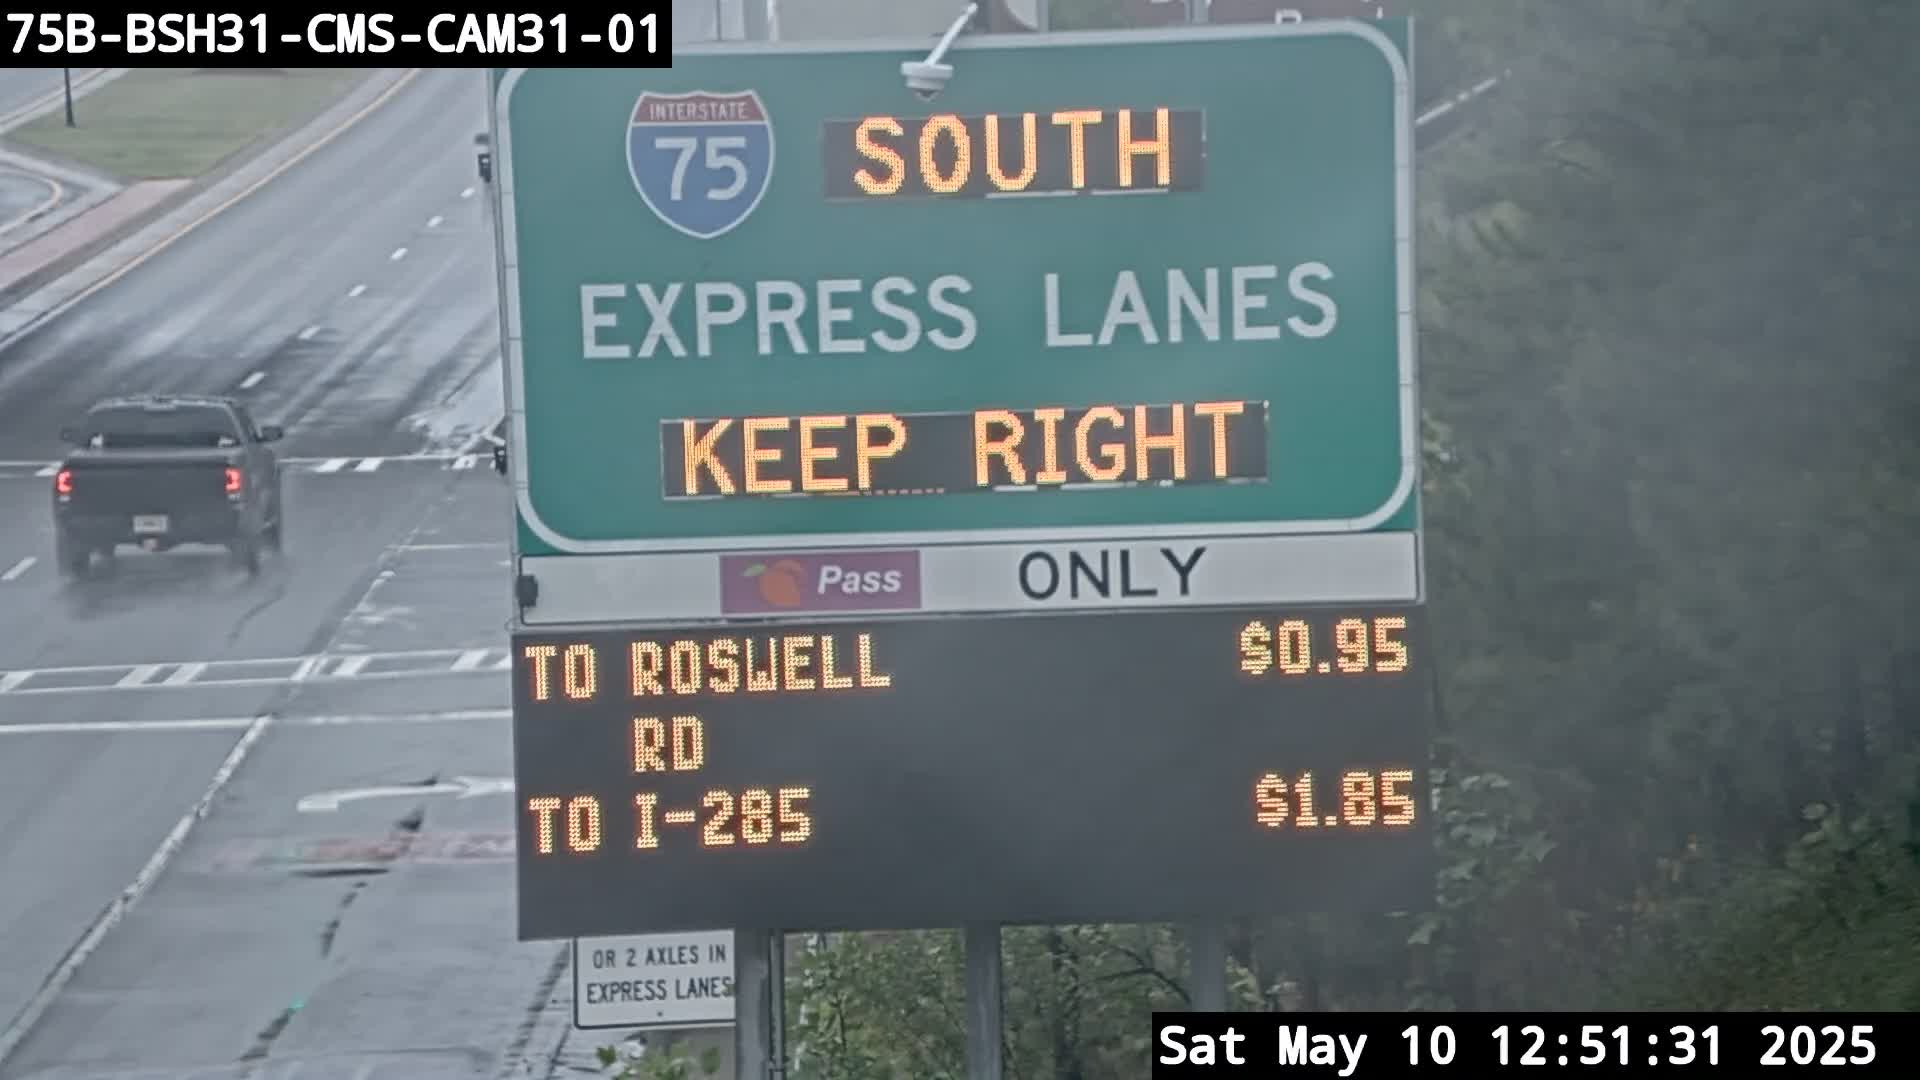 75B-BSH31-CMS-CAM31-01
INTERSTATE
75
SOUTH
EXPRESS LANES
KEEP RIGHT
Pass ONLY
TO ROSWELL $0.95
RD
TO I-285 $1.85
OR 2 AXLES IN
EXPRESS LANES
Sat May 10 12:51:31 2025